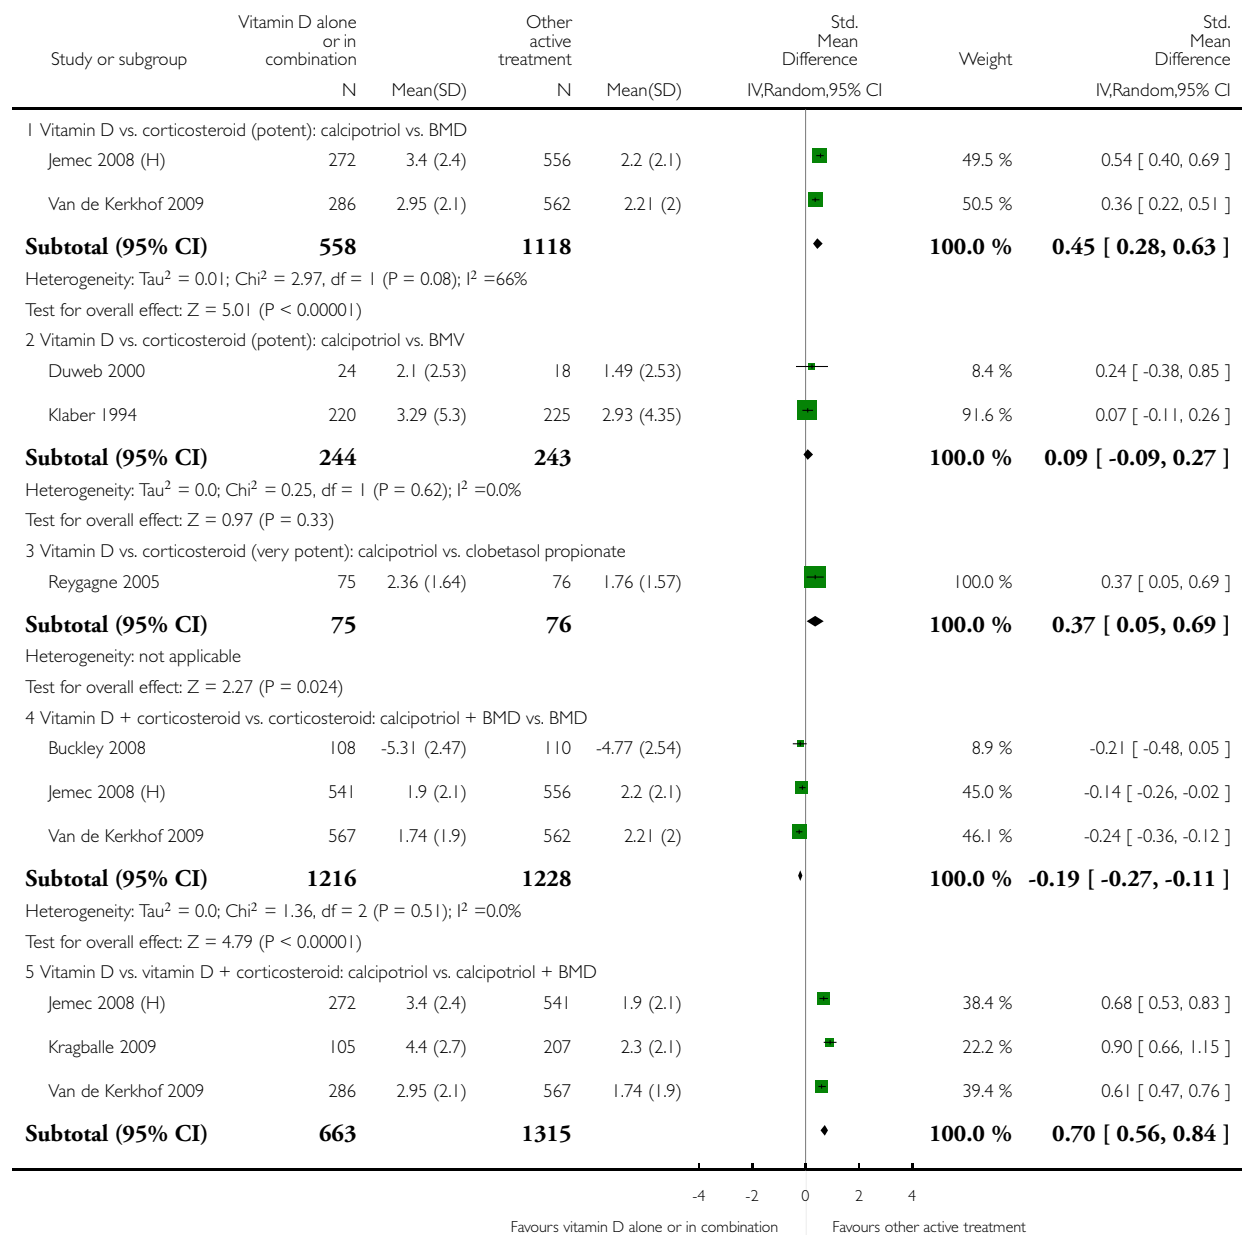 Vitamin D alone or in combination Other active treatment Std. Mean Difference Std. Mean Difference
Study or subgroup Weight
N Mean(SD) N Mean(SD) IV,Random,95% CI IV,Random,95% CI
1 Vitamin D vs. corticosteroid (potent): calcipotriol vs. BMD
Jemec 2008 (H) 272 3.4 (2.4) 556 2.2 (2.1) 49.5 % 0.54 [ 0.40, 0.69 ]
Van de Kerkhof 2009 286 2.95 (2.1) 562 2.21 (2) 50.5 % 0.36 [ 0.22, 0.51 ]
Subtotal (95% CI) 558 1118 100.0 % 0.45 [ 0.28, 0.63 ]
Heterogeneity: Tau² = 0.01; Chi² = 2.97, df = 1 (P = 0.08); I² =66%
Test for overall effect: Z = 5.01 (P < 0.00001)
2 Vitamin D vs. corticosteroid (potent): calcipotriol vs. BMV
Duweb 2000 24 2.1 (2.53) 18 1.49 (2.53) 8.4 % 0.24 [ -0.38, 0.85 ]
Klaber 1994 220 3.29 (5.3) 225 2.93 (4.35) 91.6 % 0.07 [ -0.11, 0.26 ]
Subtotal (95% CI) 244 243 100.0 % 0.09 [ -0.09, 0.27 ]
Heterogeneity: Tau² = 0.0; Chi² = 0.25, df = 1 (P = 0.62); I² =0.0%
Test for overall effect: Z = 0.97 (P = 0.33)
3 Vitamin D vs. corticosteroid (very potent): calcipotriol vs. clobetasol propionate
Reygagne 2005 75 2.36 (1.64) 76 1.76 (1.57) 100.0 % 0.37 [ 0.05, 0.69 ]
Subtotal (95% CI) 75 76 100.0 % 0.37 [ 0.05, 0.69 ]
Heterogeneity: not applicable
Test for overall effect: Z = 2.27 (P = 0.024)
4 Vitamin D + corticosteroid vs. corticosteroid: calcipotriol + BMD vs. BMD
Buckley 2008 108 -5.31 (2.47) 110 -4.77 (2.54) 8.9 % -0.21 [ -0.48, 0.05 ]
Jemec 2008 (H) 541 1.9 (2.1) 556 2.2 (2.1) 45.0 % -0.14 [ -0.26, -0.02 ]
Van de Kerkhof 2009 567 1.74 (1.9) 562 2.21 (2) 46.1 % -0.24 [ -0.36, -0.12 ]
Subtotal (95% CI) 1216 1228 100.0 % -0.19 [ -0.27, -0.11 ]
Heterogeneity: Tau² = 0.0; Chi² = 1.36, df = 2 (P = 0.51); I² =0.0%
Test for overall effect: Z = 4.79 (P < 0.00001)
5 Vitamin D vs. vitamin D + corticosteroid: calcipotriol vs. calcipotriol + BMD
Jemec 2008 (H) 272 3.4 (2.4) 541 1.9 (2.1) 38.4 % 0.68 [ 0.53, 0.83 ]
Kragballe 2009 105 4.4 (2.7) 207 2.3 (2.1) 22.2 % 0.90 [ 0.66, 1.15 ]
Van de Kerkhof 2009 286 2.95 (2.1) 567 1.74 (1.9) 39.4 % 0.61 [ 0.47, 0.76 ]
Subtotal (95% CI) 663 1315 100.0 % 0.70 [ 0.56, 0.84 ]
-4 -2 0 2 4
Favours vitamin D alone or in combination Favours other active treatment